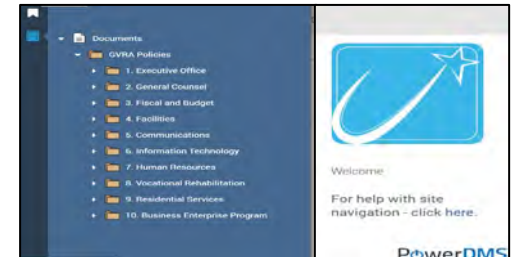 Documents
GVRA Policies
1. Executive Office
2. General Counsel
3. Fiscal and Budget
4. Facilities
5. Communications
6. Information Technology
7. Human Resources
8. Vocational Rehabilitation
9. Residential Services
10. Business Enterprise Program
Welcome
For help with site
navigation - click here.
PowerDMS